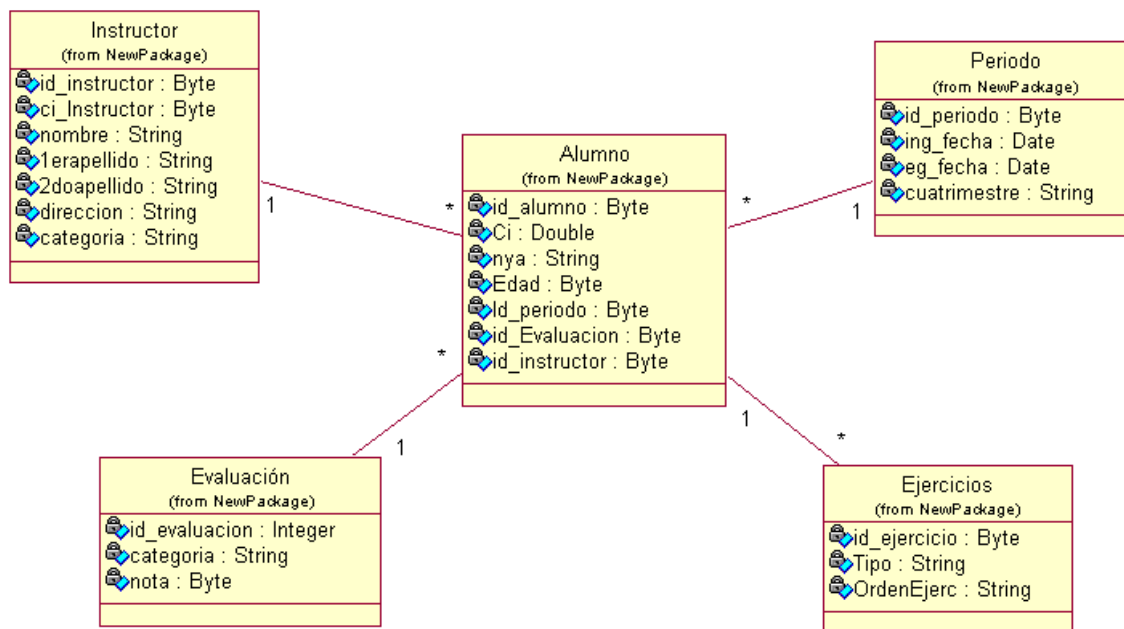 Instructor
(from NewPackage)
id_instructor : Byte
ci_Instructor : Byte
nombre : String
1erapellido : String
2doapellido : String
direccion : String
categoria : String
1
*
Alumno
(from NewPackage)
id_alumno : Byte
Ci : Double
nya : String
Edad : Byte
Id_periodo : Byte
id_Evaluacion : Byte
id_instructor : Byte
Periodo
(from NewPackage)
id_periodo : Byte
ing_fecha : Date
eg_fecha : Date
cuatrimestre : String
*
1
*
1
1
*
Evaluación
(from NewPackage)
id_evaluacion : Integer
categoria : String
nota : Byte
Ejercicios
(from NewPackage)
id_ejercicio : Byte
Tipo : String
OrdenEjerc : String